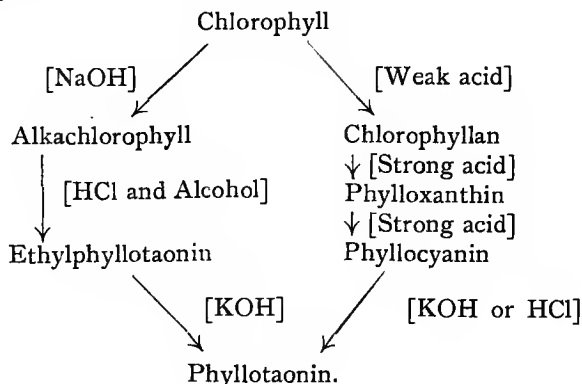 Chlorophyll
[NaOH] [Weak acid]
Alkachlorophyll Chlorophyllan
[Strong acid]
[HCl and Alcohol] Phylloxanthin
[Strong acid]
Ethylphyllotaonin Phyllocyanin
[KOH] [KOH or HCl]
Phyllotaonin.